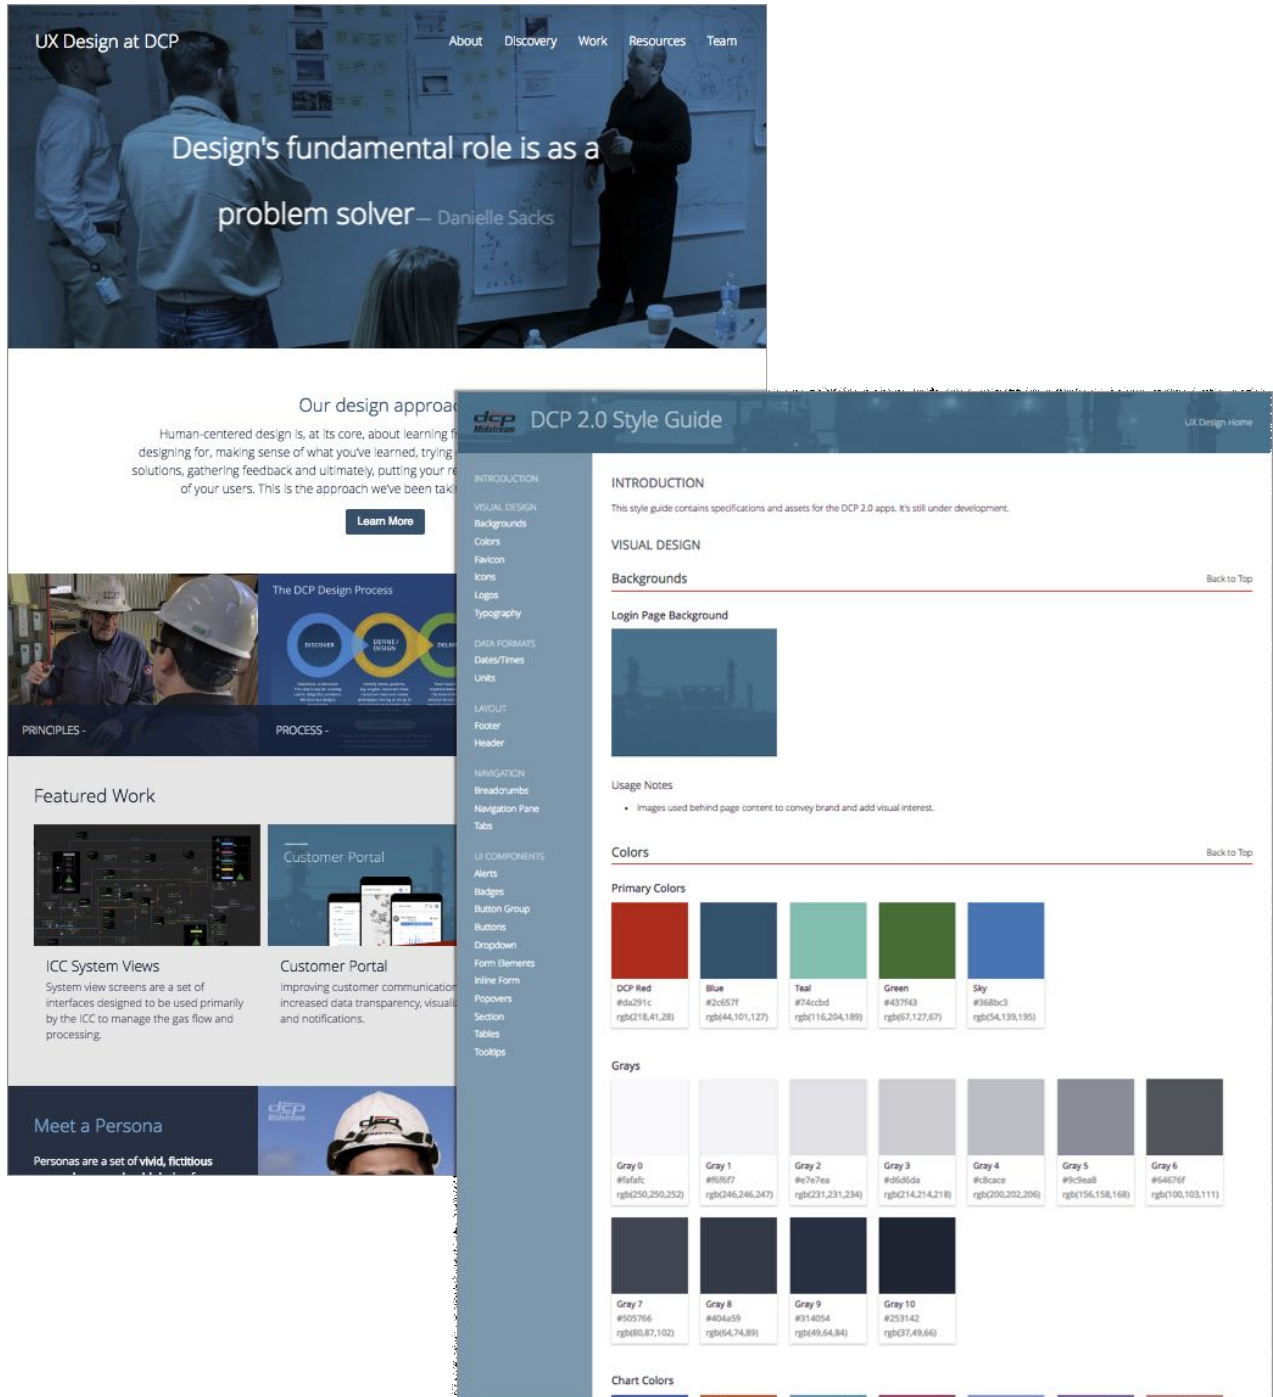 UX Design at DCP
About Discovery Work Resources Team
Design's fundamental role is as a
problem solver — Danielle Sacks
Our design approac
Human-centered design is, at its core, about learning f
designing for, making sense of what you've learned, trying
solutions, gathering feedback and ultimately, putting your re
of your users. This is the approach we've been taki
Learn More
The DCP Design Process
DISCOVER
DEFINE/
DESIGN
DELIV
PRINCIPLES -
PROCESS -
Featured Work
Customer Portal
ICC System Views
System view screens are a set of
interfaces designed to be used primarily
by the ICC to manage the gas flow and
processing.
Customer Portal
Improving customer communication
increased data transparency, visualiz
and notifications.
Meet a Persona
Personas are a set of vivid, fictitious
dcp
Midstream
dcp
Midstream
DCP 2.0 Style Guide
UX Design Home
INTRODUCTION
VISUAL DESIGN
Backgrounds
Colors
Favicon
Icons
Logos
Typography
DATA FORMATS
Dates/Times
Units
LAYOUT
Footer
Header
NAVIGATION
Breadcrumbs
Navigation Pane
Tabs
UI COMPONENTS
Alerts
Badges
Button Group
Buttons
Dropdown
Form Elements
Inline Form
Popovers
Section
Tables
Tooltips
INTRODUCTION
This style guide contains specifications and assets for the DCP 2.0 apps. It's still under development.
VISUAL DESIGN
Backgrounds
Back to Top
Login Page Background
Usage Notes
• Images used behind page content to convey brand and add visual interest.
Colors
Back to Top
Primary Colors
DCP Red
#da291c
rgb(218,41,28)
Blue
#2c657f
rgb(44,101,127)
Teal
#74ccbd
rgb(116,204,189)
Green
#437f43
rgb(67,127,67)
Sky
#368bc3
rgb(54,139,195)
Grays
Gray 0
#fafafc
rgb(250,250,252)
Gray 1
#f6f6f7
rgb(246,246,247)
Gray 2
#e7e7ea
rgb(231,231,234)
Gray 3
#d6d6da
rgb(214,214,218)
Gray 4
#c8cace
rgb(200,202,206)
Gray 5
#9c9ea8
rgb(156,158,168)
Gray 6
#64676f
rgb(100,103,111)
Gray 7
#505766
rgb(80,87,102)
Gray 8
#404a59
rgb(64,74,89)
Gray 9
#314054
rgb(49,64,84)
Gray 10
#253142
rgb(37,49,66)
Chart Colors